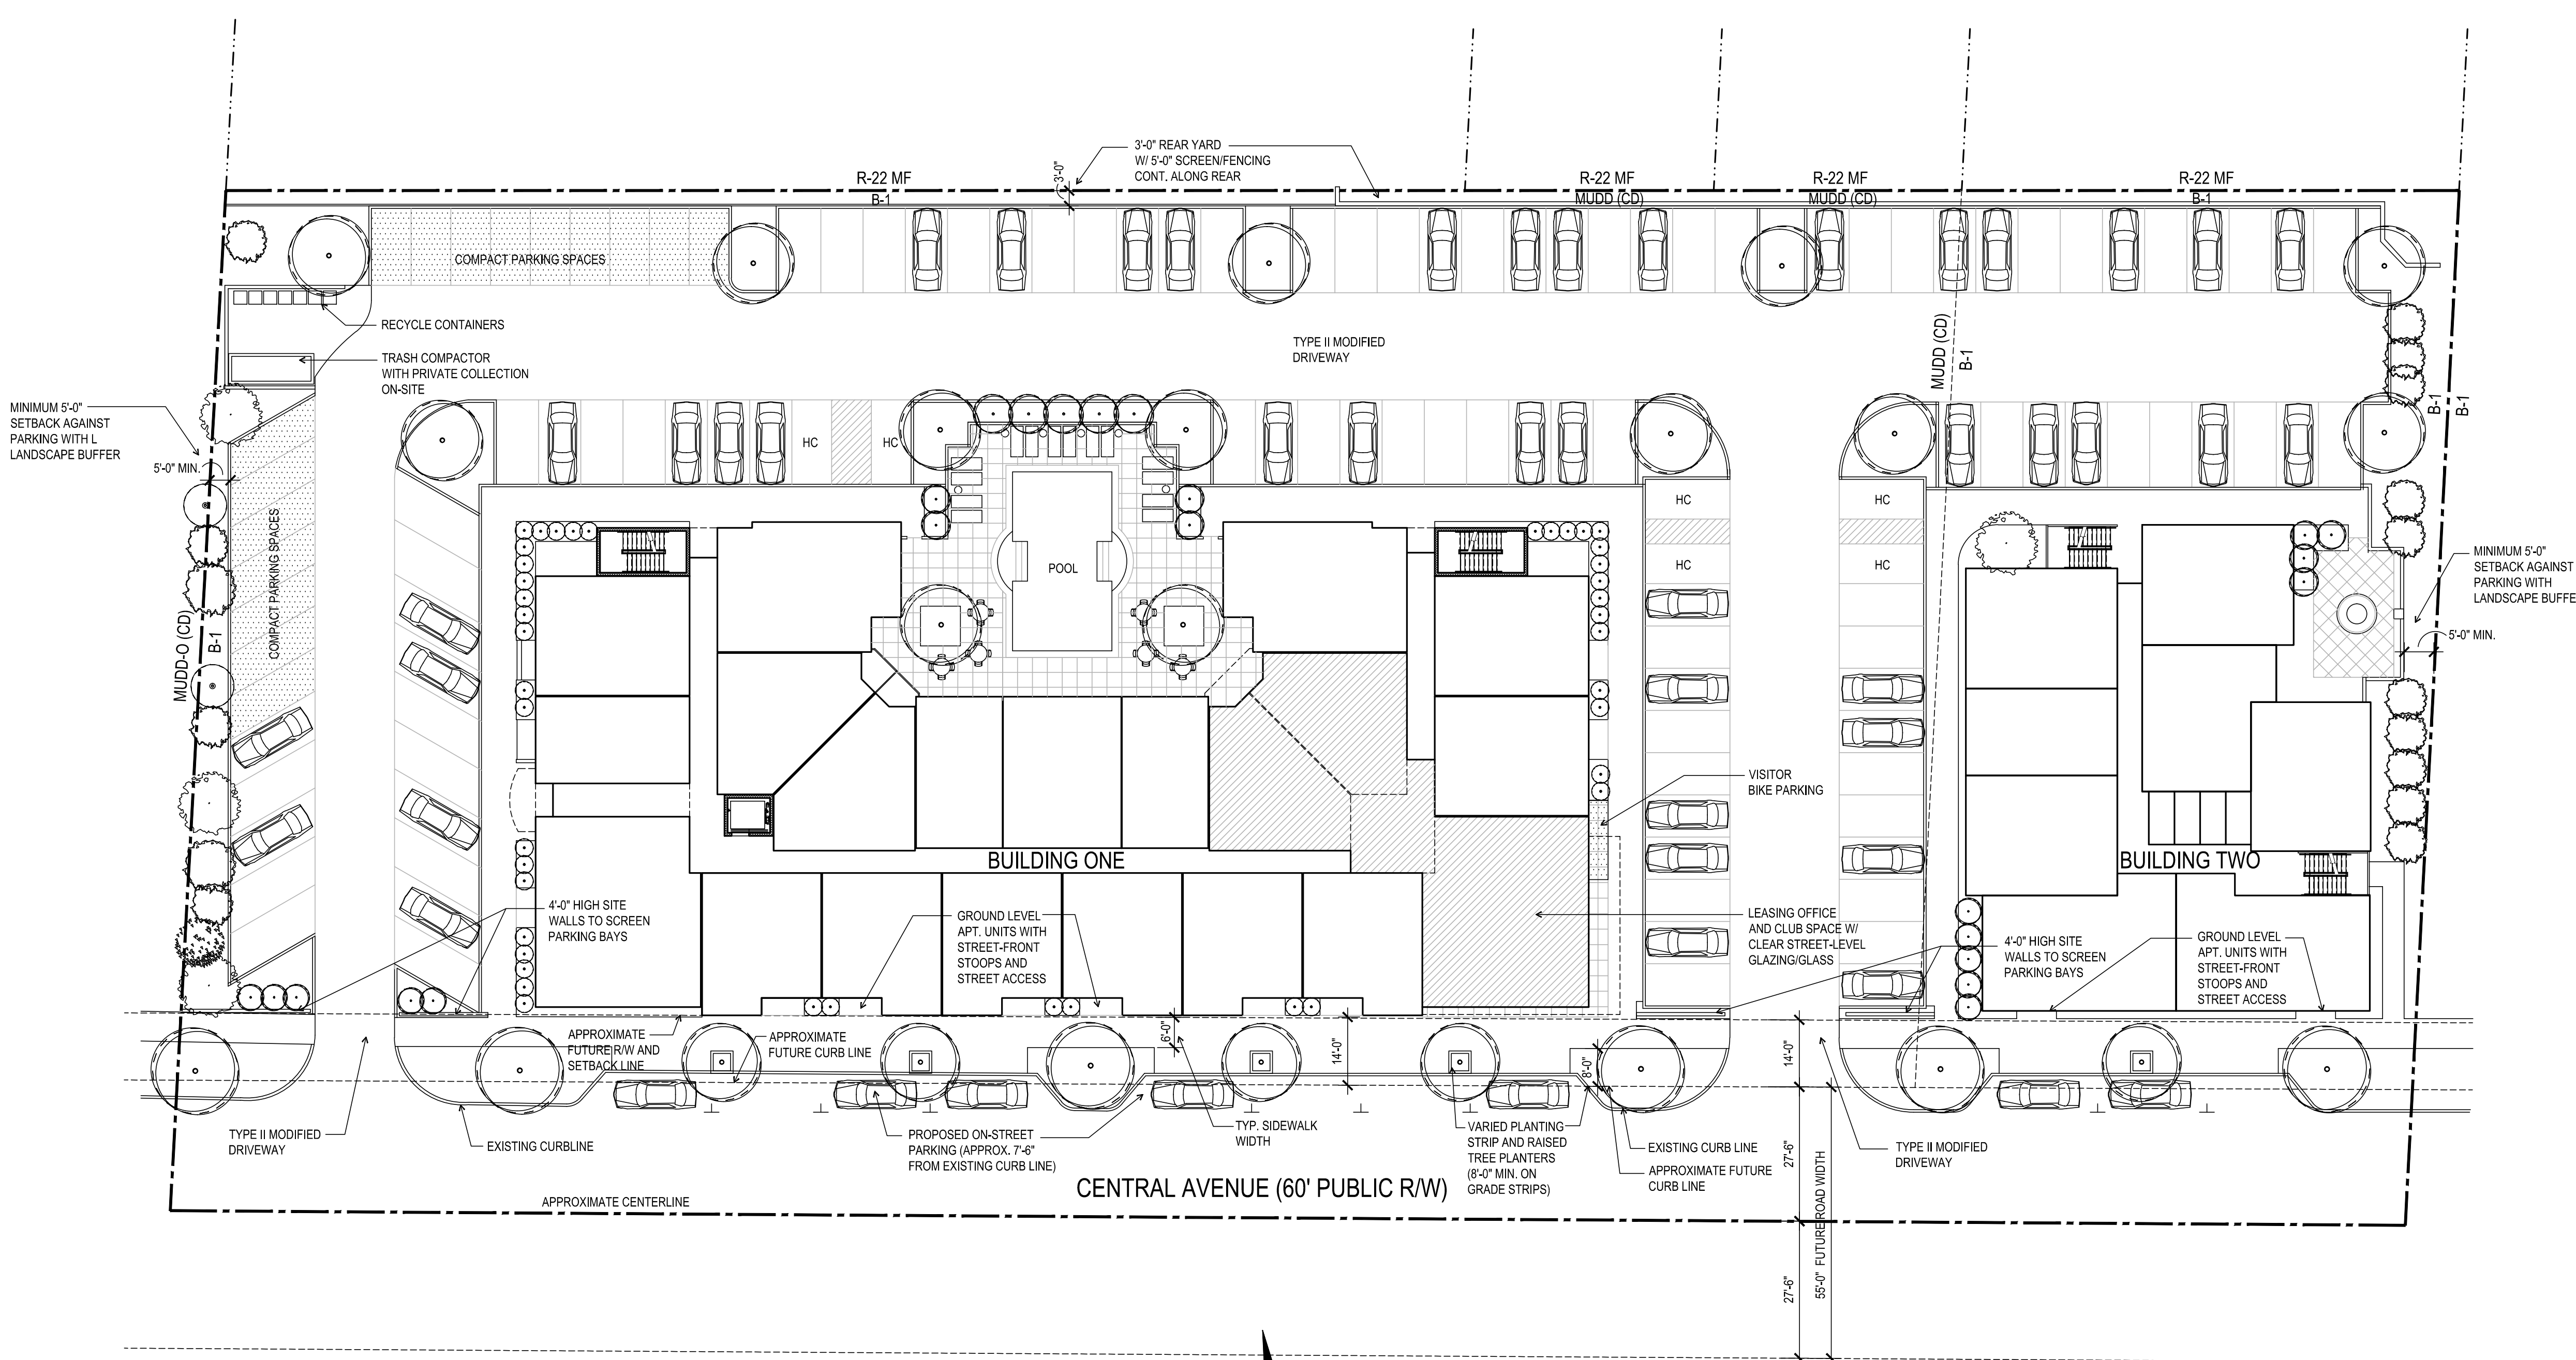 3'-0" REAR YARD
W/ 5'-0" SCREEN/FENCING
CONT. ALONG REAR
3'-0"
R-22 MF
B-1
R-22 MF
MUDD (CD)
R-22 MF
MUDD (CD)
R-22 MF
B-1
COMPACT PARKING SPACES
RECYCLE CONTAINERS
TRASH COMPACTOR
WITH PRIVATE COLLECTION
ON-SITE
TYPE II MODIFIED
DRIVEWAY
MUDD (CD)
B-1
B-1
B-1
MINIMUM 5'-0"
SETBACK AGAINST
PARKING WITH L
LANDSCAPE BUFFER
5'-0" MIN.
HC
HC
HC
HC
HC
HC
POOL
COMPACT PARKING SPACES
MUDD-O (CD)
B-1
MINIMUM 5'-0"
SETBACK AGAINST
PARKING WITH
LANDSCAPE BUFFE
5'-0" MIN.
VISITOR
BIKE PARKING
BUILDING ONE
BUILDING TWO
4'-0" HIGH SITE
WALLS TO SCREEN
PARKING BAYS
GROUND LEVEL
APT. UNITS WITH
STREET-FRONT
STOOPS AND
STREET ACCESS
LEASING OFFICE
AND CLUB SPACE W/
CLEAR STREET-LEVEL
GLAZING/GLASS
4'-0" HIGH SITE
WALLS TO SCREEN
PARKING BAYS
GROUND LEVEL
APT. UNITS WITH
STREET-FRONT
STOOPS AND
STREET ACCESS
APPROXIMATE
FUTURE R/W AND
SETBACK LINE
APPROXIMATE
FUTURE CURB LINE
6'-0"
14'-0"
8'-0"
14'-0"
TYPE II MODIFIED
DRIVEWAY
EXISTING CURBLINE
PROPOSED ON-STREET
PARKING (APPROX. 7'-6"
FROM EXISTING CURB LINE)
TYP. SIDEWALK
WIDTH
VARIED PLANTING
STRIP AND RAISED
TREE PLANTERS
(8'-0" MIN. ON
GRADE STRIPS)
EXISTING CURB LINE
APPROXIMATE FUTURE
CURB LINE
TYPE II MODIFIED
DRIVEWAY
27'-6"
55'-0" FUTURE ROAD WIDTH
27'-6"
CENTRAL AVENUE (60' PUBLIC R/W)
APPROXIMATE CENTERLINE